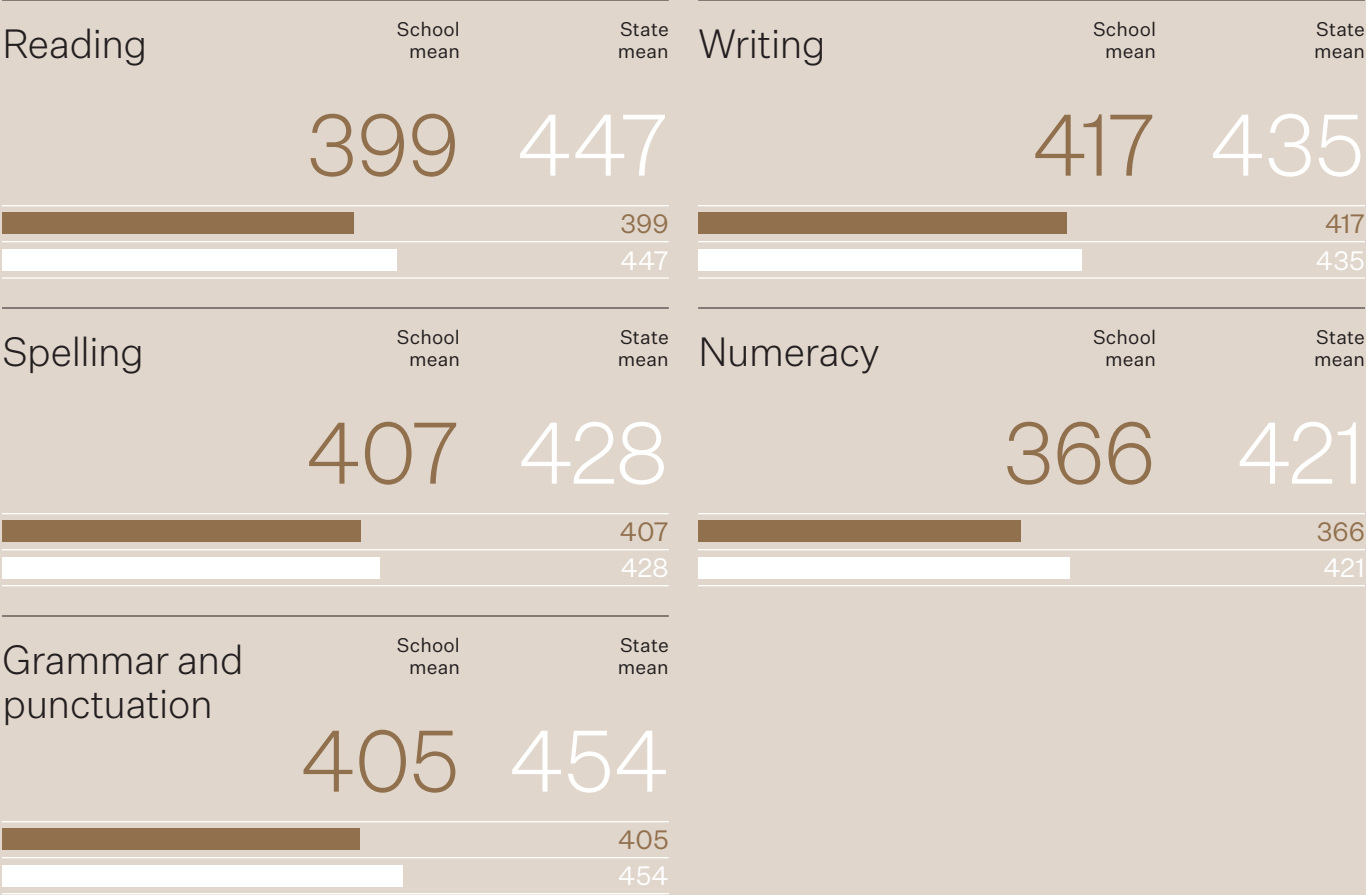 Reading
School
mean
State
mean
399
447
399
447
Writing
School
mean
State
mean
417
435
417
435
Spelling
School
mean
State
mean
407
428
407
428
Numeracy
School
mean
State
mean
366
421
366
421
Grammar and
punctuation
School
mean
State
mean
405
454
405
454